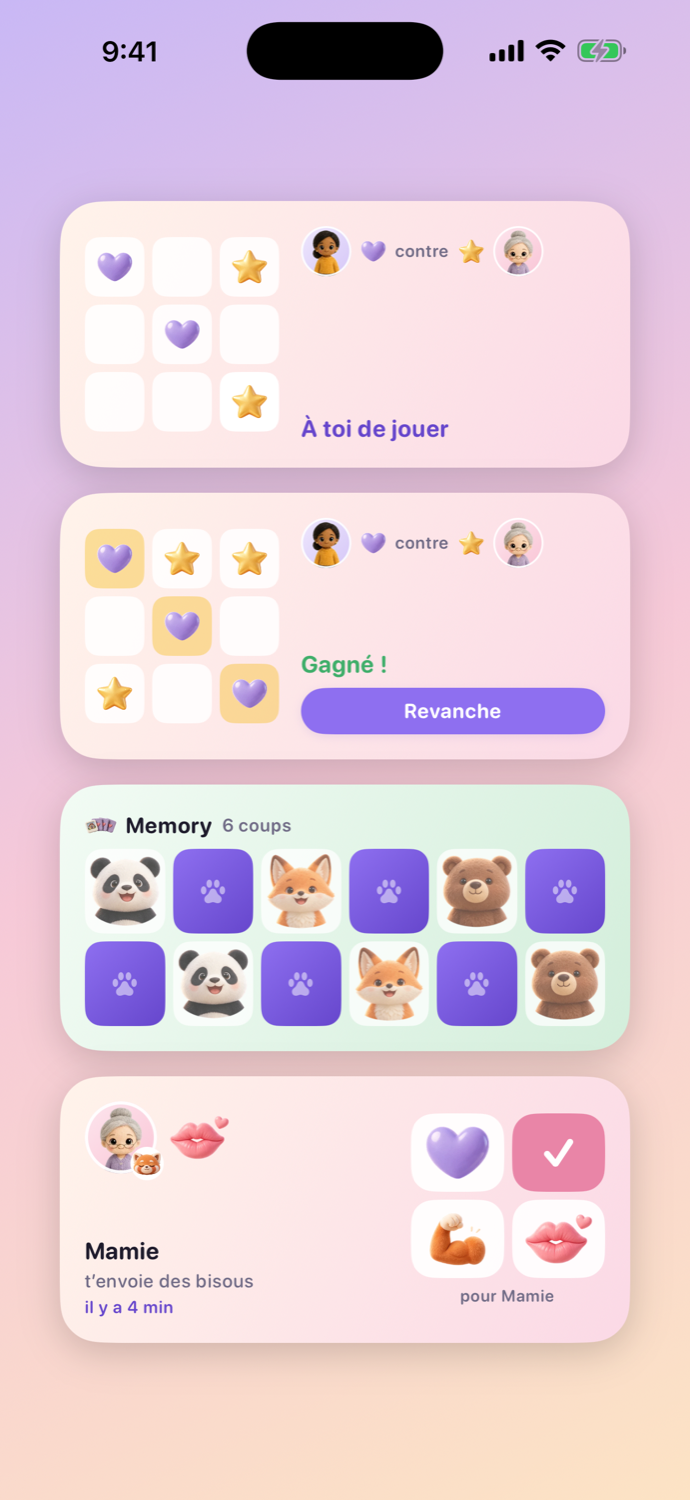 9:41
contre
À toi de jouer
contre
Gagné !
Revanche
Memory 6 coups
Mamie
t'envoie des bisous
il y a 4 min
pour Mamie